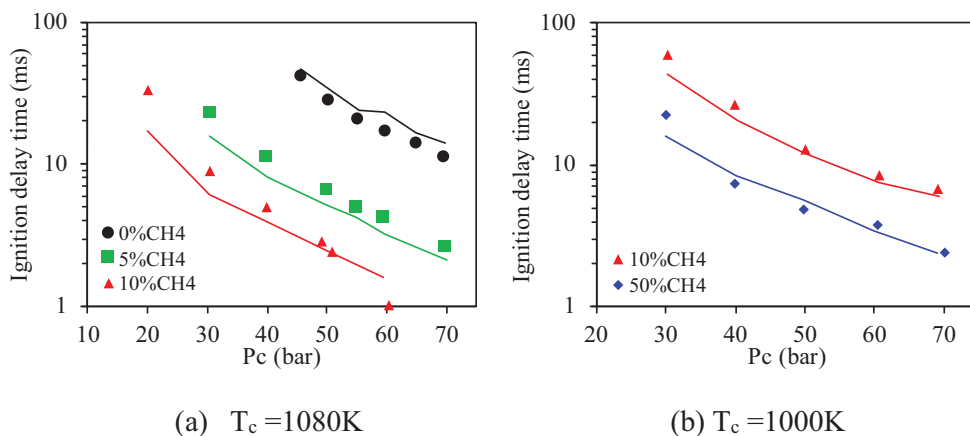 Ignition delay time (ms)
100
10
1
0%CH4
5%CH4
10%CH4
10 20 30 40 50 60 70
Pc (bar)
(a) Tc =1080K
Ignition delay time (ms)
100
10
1
10%CH4
50%CH4
20 30 40 50 60 70
Pc (bar)
(b) Tc =1000K